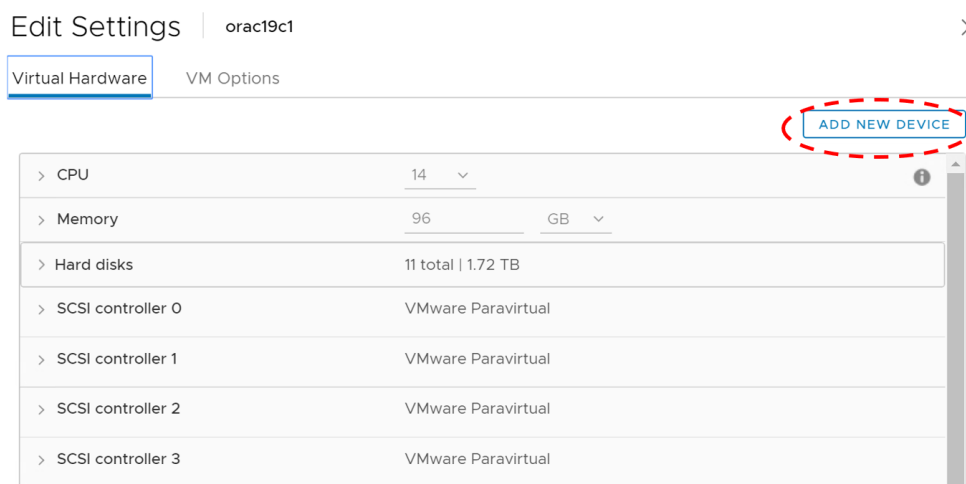 Edit Settings orac19c1
Virtual Hardware VM Options
ADD NEW DEVICE
CPU 14
Memory 96 GB
Hard disks 11 total | 1.72 TB
SCSI controller 0 VMware Paravirtual
SCSI controller 1 VMware Paravirtual
SCSI controller 2 VMware Paravirtual
SCSI controller 3 VMware Paravirtual